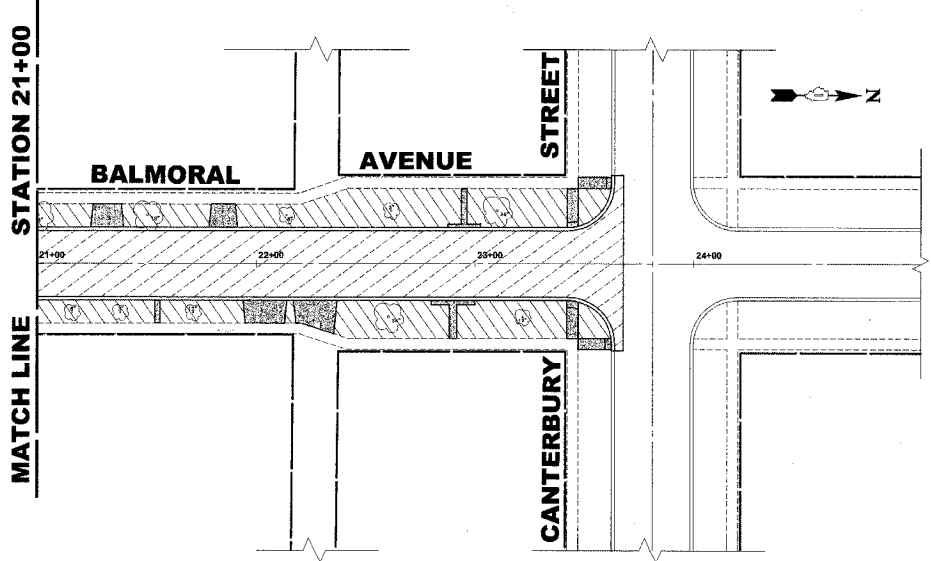 MATCH LINE STATION 21+00
BALMORAL AVENUE
CANTERBURY STREET
N
21+00
22+00
23+00
24+00